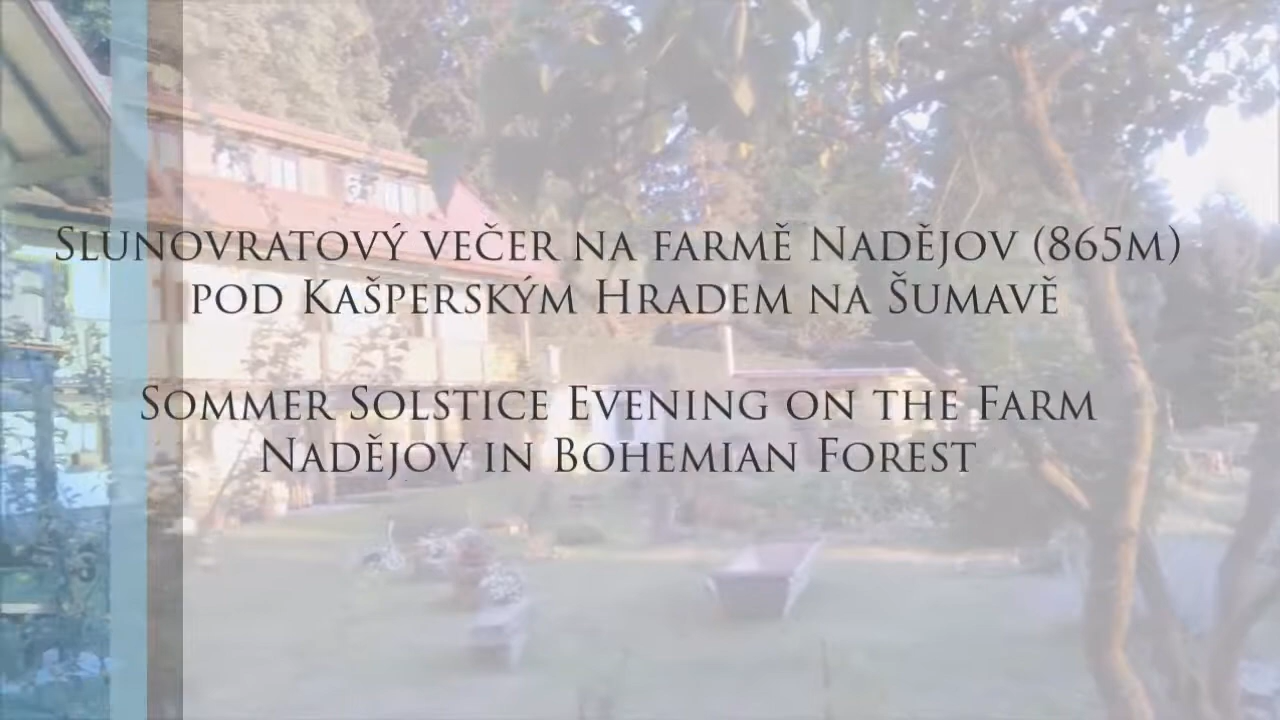 Slunovratový večer na farmě Nadějov (865m)
pod Kašperským Hradem na Šumavě
Sommer Solstice Evening on the Farm
Nadějov in Bohemian Forest